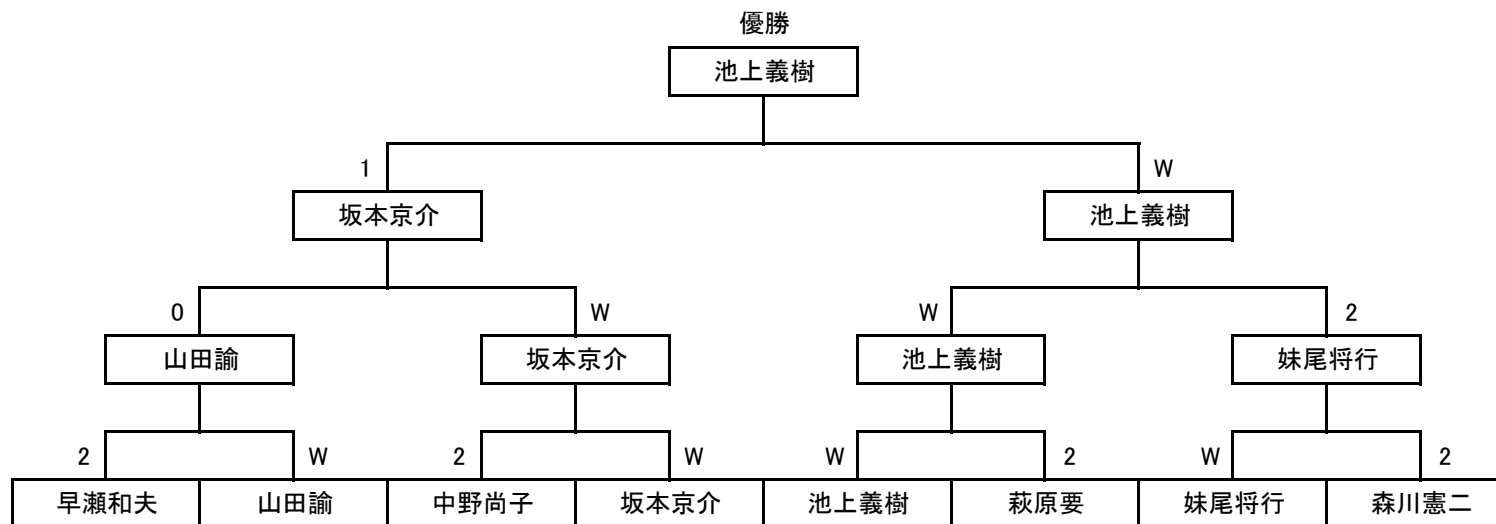 優勝
池上義樹
1 W
坂本京介 池上義樹
0 W W 2
山田諭 坂本京介 池上義樹 妹尾将行
2 W 2 W W 2 W 2
早瀬和夫 山田諭 中野尚子 坂本京介 池上義樹 萩原要 妹尾将行 森川憲二